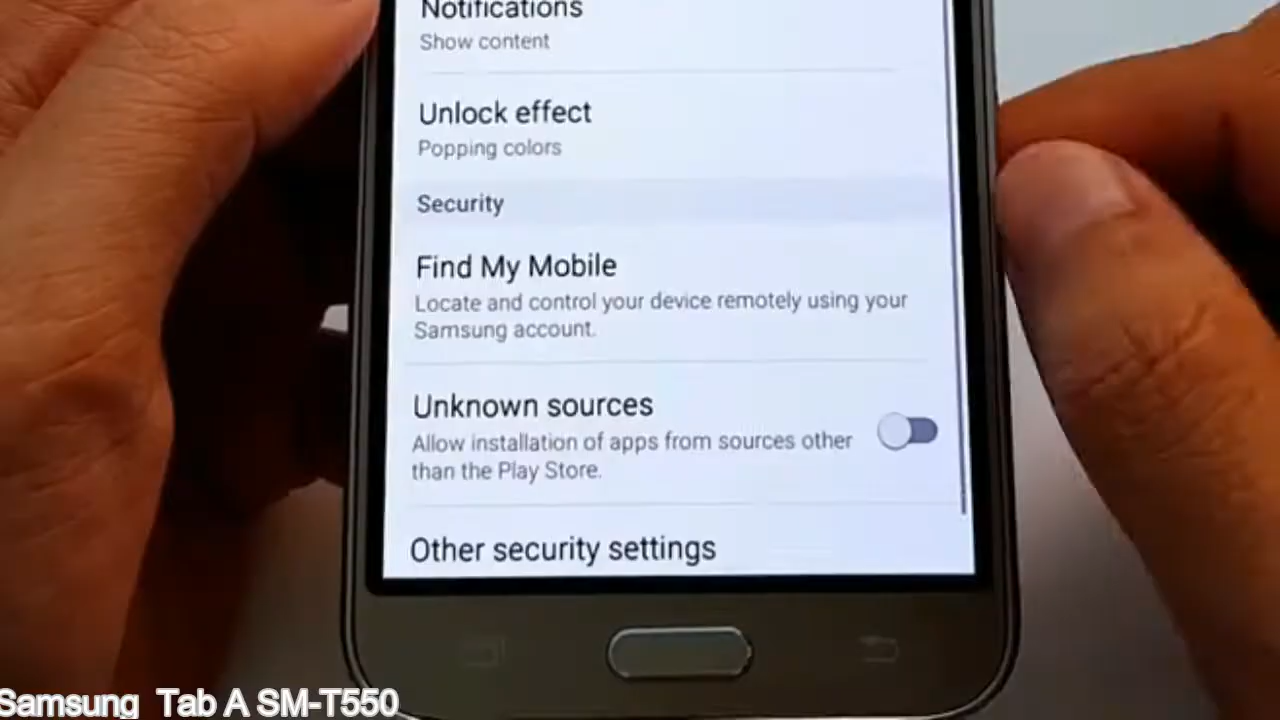 Notifications
Show content
Unlock effect
Popping colors
Security
Find My Mobile
Locate and control your device remotely using your
Samsung account.
Unknown sources
Allow installation of apps from sources other
than the Play Store.
Other security settings
Samsung Tab A SM-T550